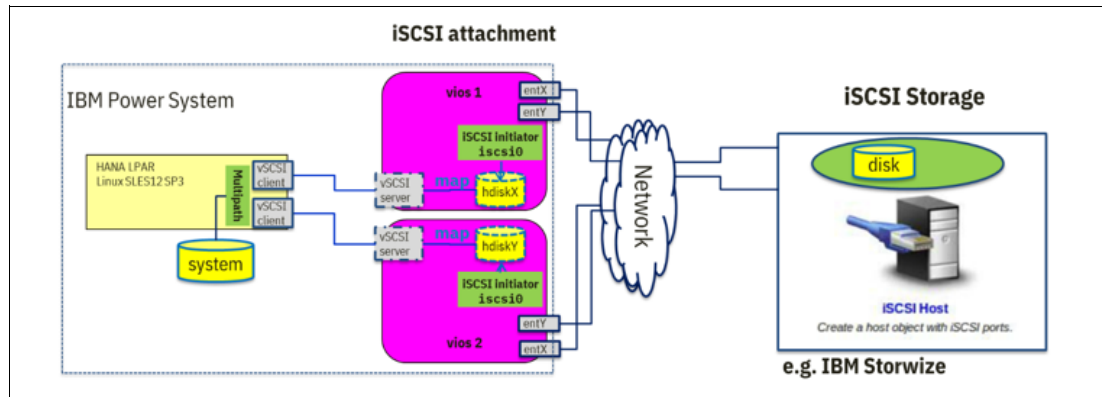 iSCSI attachment
IBM Power System
vios 1
entX
entY
iSCSI initiator
iscsi0
HANA LPAR
Linux SLES12 SP3
Multipath
vSCSI
client
vSCSI
client
vSCSI
server
map
hdiskX
system
vSCSI
server
map
hdiskY
iSCSI initiator
iscsi0
entY
entX
vios 2
Network
iSCSI Storage
disk
iSCSI Host
Create a host object with iSCSI ports.
e.g. IBM Storwize